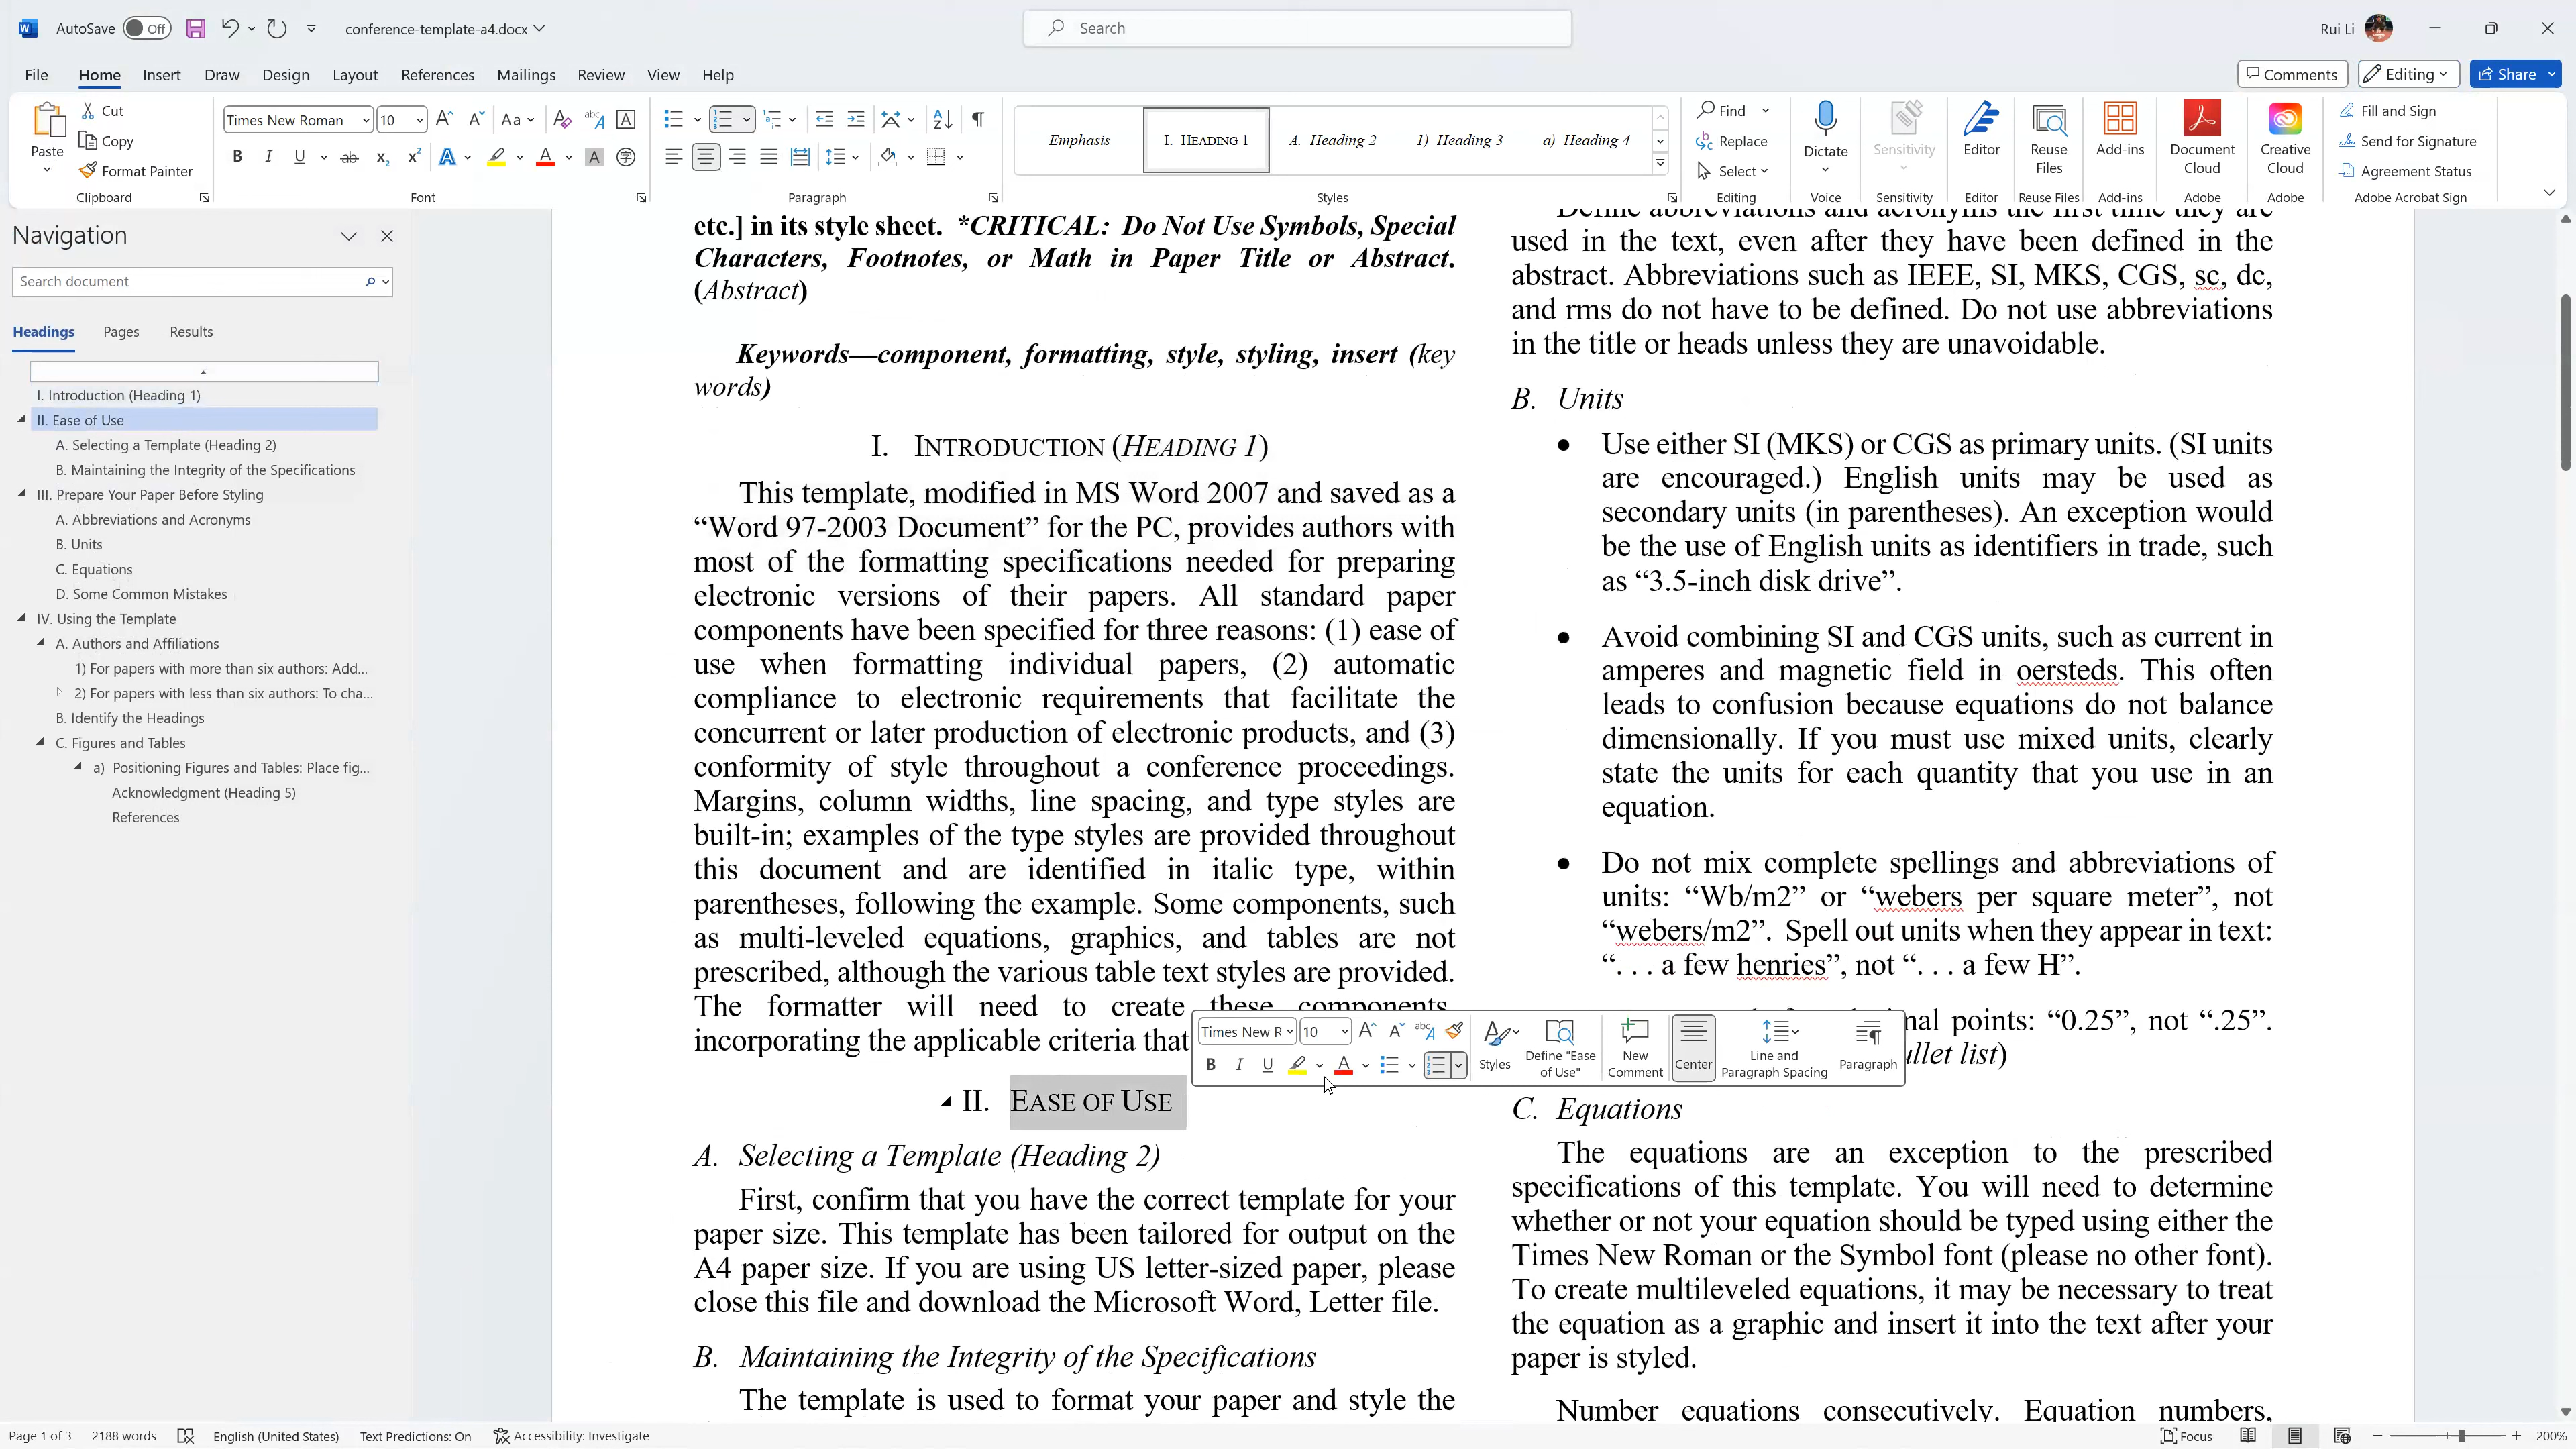 AutoSave Off conference-template-a4.docx Search Rui Li
File Home Insert Draw Design Layout References Mailings Review View Help Comments Editing Share
Paste Cut Copy Format Painter Clipboard
Times New Roman 10 Font
Paragraph
Emphasis I. HEADING 1 A. Heading 2 1) Heading 3 a) Heading 4 Styles
Find Replace Select Editing
Dictate Voice
Sensitivity Sensitivity
Editor Editor
Reuse Files Reuse Files
Add-ins Add-ins
Document Cloud Adobe
Creative Cloud Adobe
Fill and Sign Send for Signature Agreement Status Adobe Acrobat Sign
Navigation
Search document
Headings Pages Results
I. Introduction (Heading 1)
II. Ease of Use
A. Selecting a Template (Heading 2)
B. Maintaining the Integrity of the Specifications
III. Prepare Your Paper Before Styling
A. Abbreviations and Acronyms
B. Units
C. Equations
D. Some Common Mistakes
IV. Using the Template
A. Authors and Affiliations
1) For papers with more than six authors: Add...
2) For papers with less than six authors: To cha...
B. Identify the Headings
C. Figures and Tables
a) Positioning Figures and Tables: Place fig...
Acknowledgment (Heading 5)
References
etc.] in its style sheet. *CRITICAL: Do Not Use Symbols, Special
Characters, Footnotes, or Math in Paper Title or Abstract.
(Abstract)
Keywords—component, formatting, style, styling, insert (key
words)
I. INTRODUCTION (HEADING 1)
This template, modified in MS Word 2007 and saved as a
“Word 97-2003 Document” for the PC, provides authors with
most of the formatting specifications needed for preparing
electronic versions of their papers. All standard paper
components have been specified for three reasons: (1) ease of
use when formatting individual papers, (2) automatic
compliance to electronic requirements that facilitate the
concurrent or later production of electronic products, and (3)
conformity of style throughout a conference proceedings.
Margins, column widths, line spacing, and type styles are
built-in; examples of the type styles are provided throughout
this document and are identified in italic type, within
parentheses, following the example. Some components, such
as multi-leveled equations, graphics, and tables are not
prescribed, although the various table text styles are provided.
The formatter will need to create these components,
incorporating the applicable criteria that
II. EASE OF USE
A. Selecting a Template (Heading 2)
First, confirm that you have the correct template for your
paper size. This template has been tailored for output on the
A4 paper size. If you are using US letter-sized paper, please
close this file and download the Microsoft Word, Letter file.
B. Maintaining the Integrity of the Specifications
The template is used to format your paper and style the
Define abbreviations and acronyms the first time they are
used in the text, even after they have been defined in the
abstract. Abbreviations such as IEEE, SI, MKS, CGS, sc, dc,
and rms do not have to be defined. Do not use abbreviations
in the title or heads unless they are unavoidable.
B. Units
• Use either SI (MKS) or CGS as primary units. (SI units
are encouraged.) English units may be used as
secondary units (in parentheses). An exception would
be the use of English units as identifiers in trade, such
as “3.5-inch disk drive”.
• Avoid combining SI and CGS units, such as current in
amperes and magnetic field in oersteds. This often
leads to confusion because equations do not balance
dimensionally. If you must use mixed units, clearly
state the units for each quantity that you use in an
equation.
• Do not mix complete spellings and abbreviations of
units: “Wb/m2” or “webers per square meter”, not
“webers/m2”. Spell out units when they appear in text:
“. . . a few henries”, not “. . . a few H”.
points: “0.25”, not “.25”.
list)
C. Equations
The equations are an exception to the prescribed
specifications of this template. You will need to determine
whether or not your equation should be typed using either the
Times New Roman or the Symbol font (please no other font).
To create multileveled equations, it may be necessary to treat
the equation as a graphic and insert it into the text after your
paper is styled.
Number equations consecutively. Equation numbers,
Times New R 10 Styles Define "Ease of Use" New Comment Center Line and Paragraph Spacing Paragraph
Page 1 of 3 2188 words English (United States) Text Predictions: On Accessibility: Investigate Focus 200%